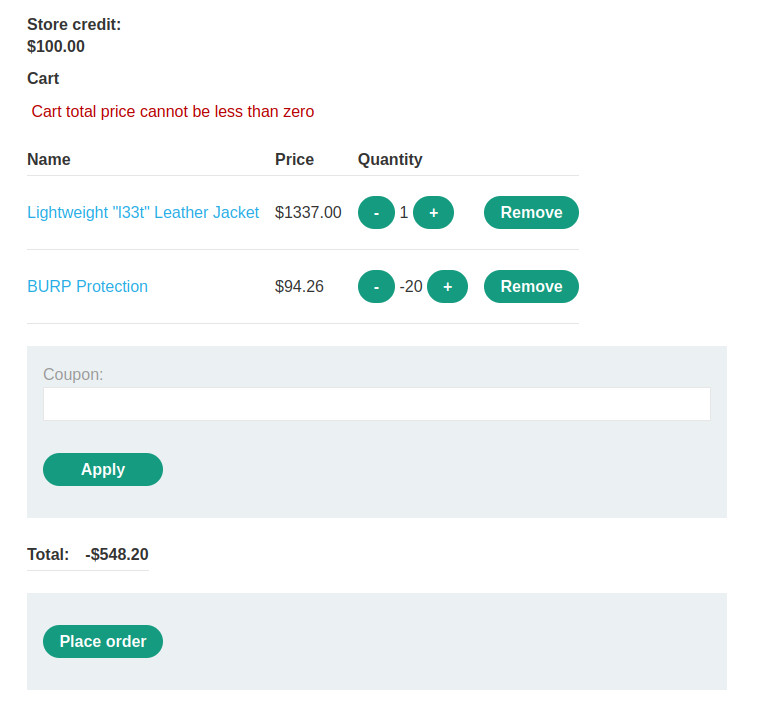 Store credit:
$100.00
Cart
Cart total price cannot be less than zero
Name Price Quantity
Lightweight "l33t" Leather Jacket $1337.00 - 1 + Remove
BURP Protection $94.26 - -20 + Remove
Coupon:
Apply
Total: -$548.20
Place order